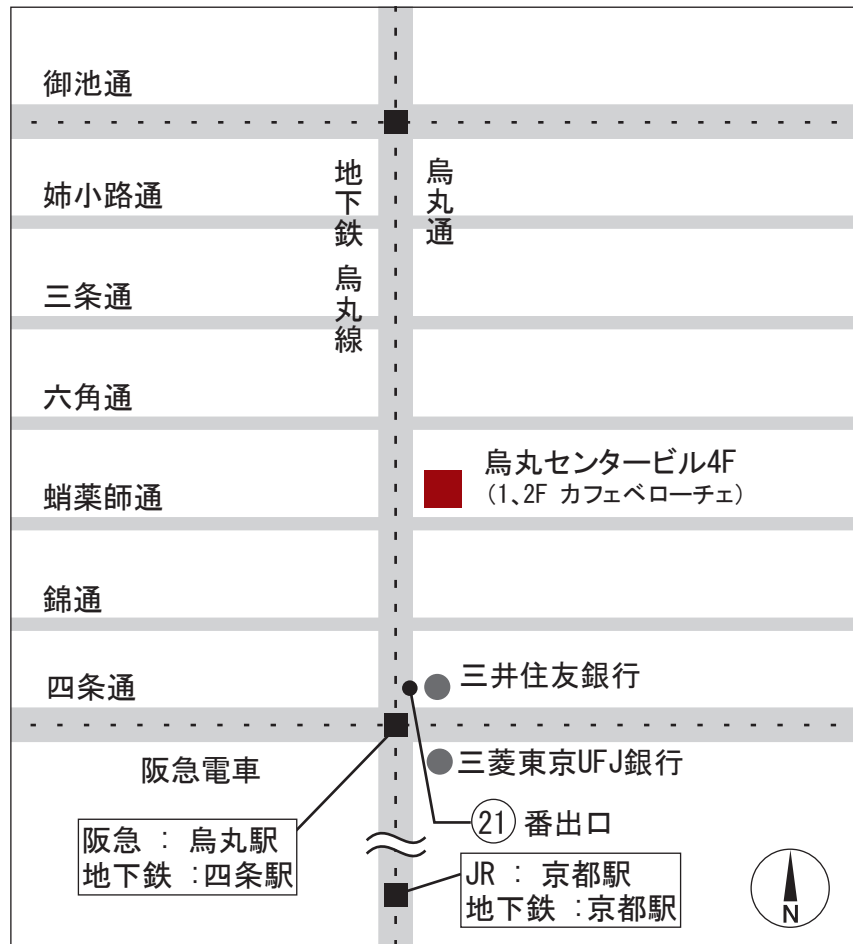 御池通
地下鉄 烏丸線
烏丸通
姉小路通
三条通
六角通
烏丸センタービル4F
(1、2F カフェベローチェ)
蛸薬師通
錦通
四条通
三井住友銀行
阪急電車
三菱東京UFJ銀行
21 番出口
阪急 : 烏丸駅
地下鉄 :四条駅
JR : 京都駅
地下鉄 :京都駅
N